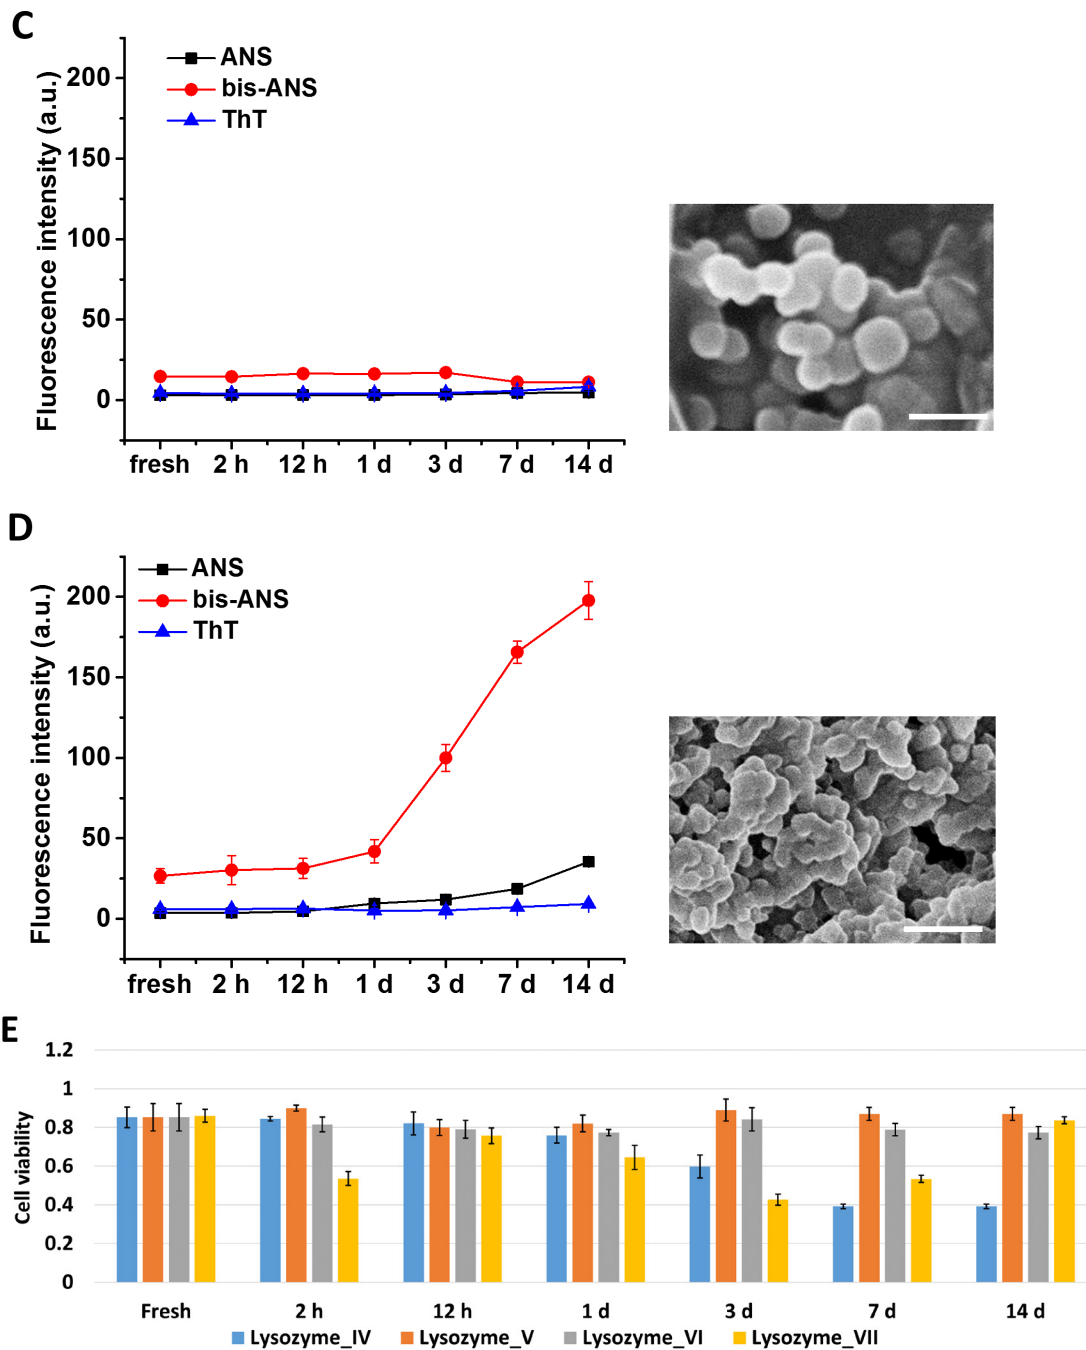 C
Fluorescence intensity (a.u.)
200
150
100
50
0
ANS
bis-ANS
ThT
fresh 2 h 12 h 1 d 3 d 7 d 14 d
D
Fluorescence intensity (a.u.)
200
150
100
50
0
ANS
bis-ANS
ThT
fresh 2 h 12 h 1 d 3 d 7 d 14 d
E
Cell viability
1.2
1
0.8
0.6
0.4
0.2
0
Fresh 2 h 12 h 1 d 3 d 7 d 14 d
Lysozyme_IV Lysozyme_V Lysozyme_VI Lysozyme_VII